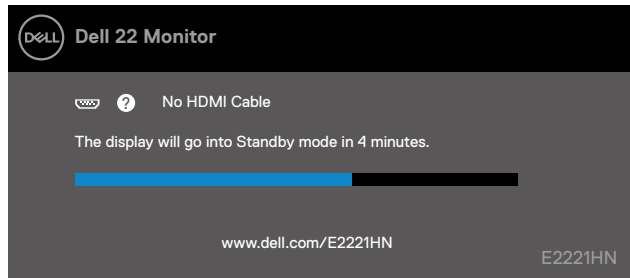 DELL Dell 22 Monitor
? No HDMI Cable
The display will go into Standby mode in 4 minutes.
www.dell.com/E2221HN
E2221HN